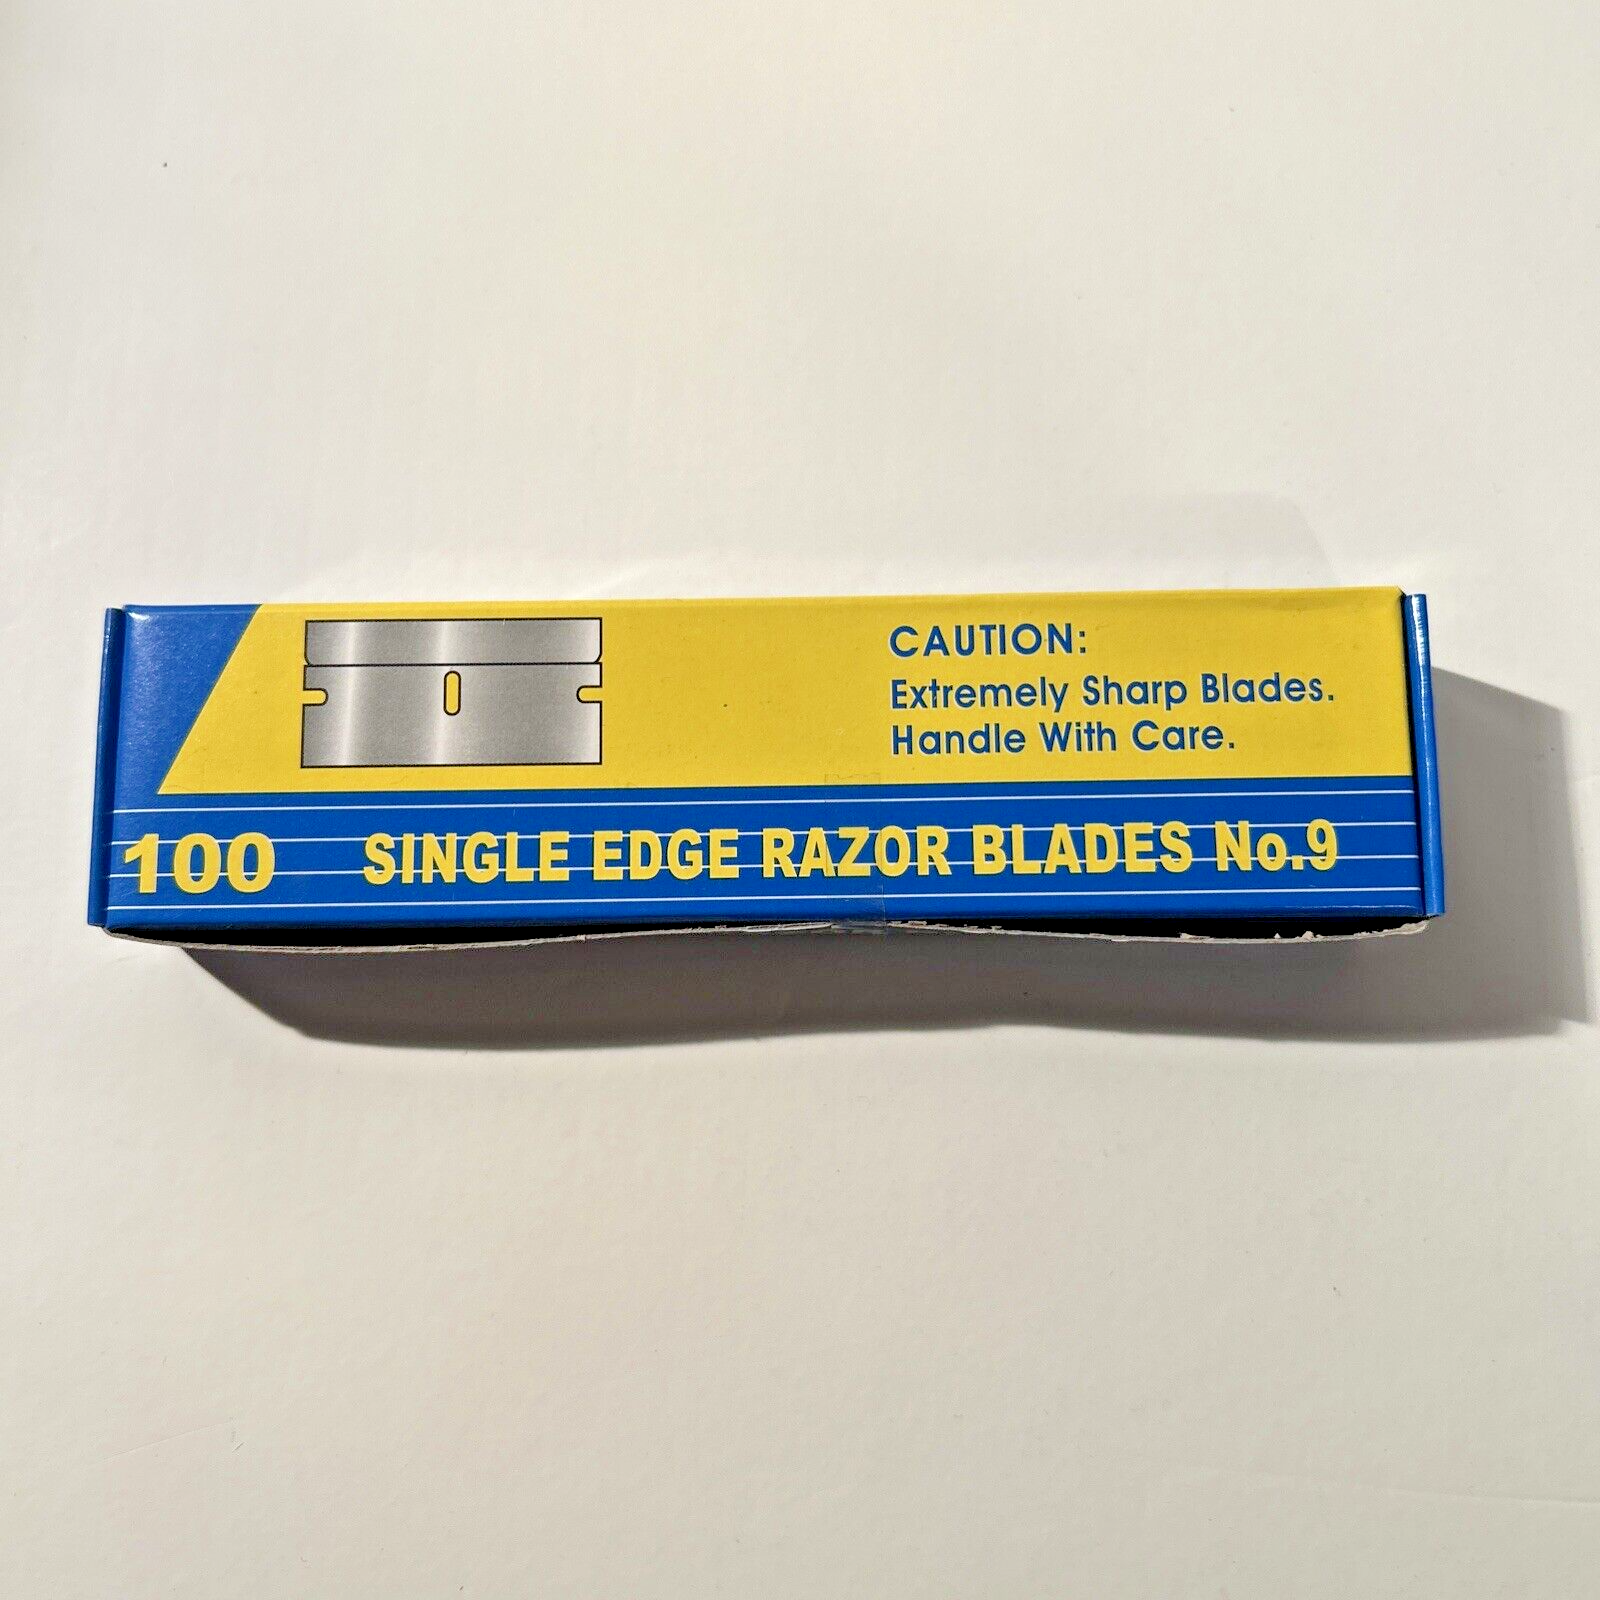 CAUTION:
Extremely Sharp Blades.
Handle With Care.
100 SINGLE EDGE RAZOR BLADES No.9